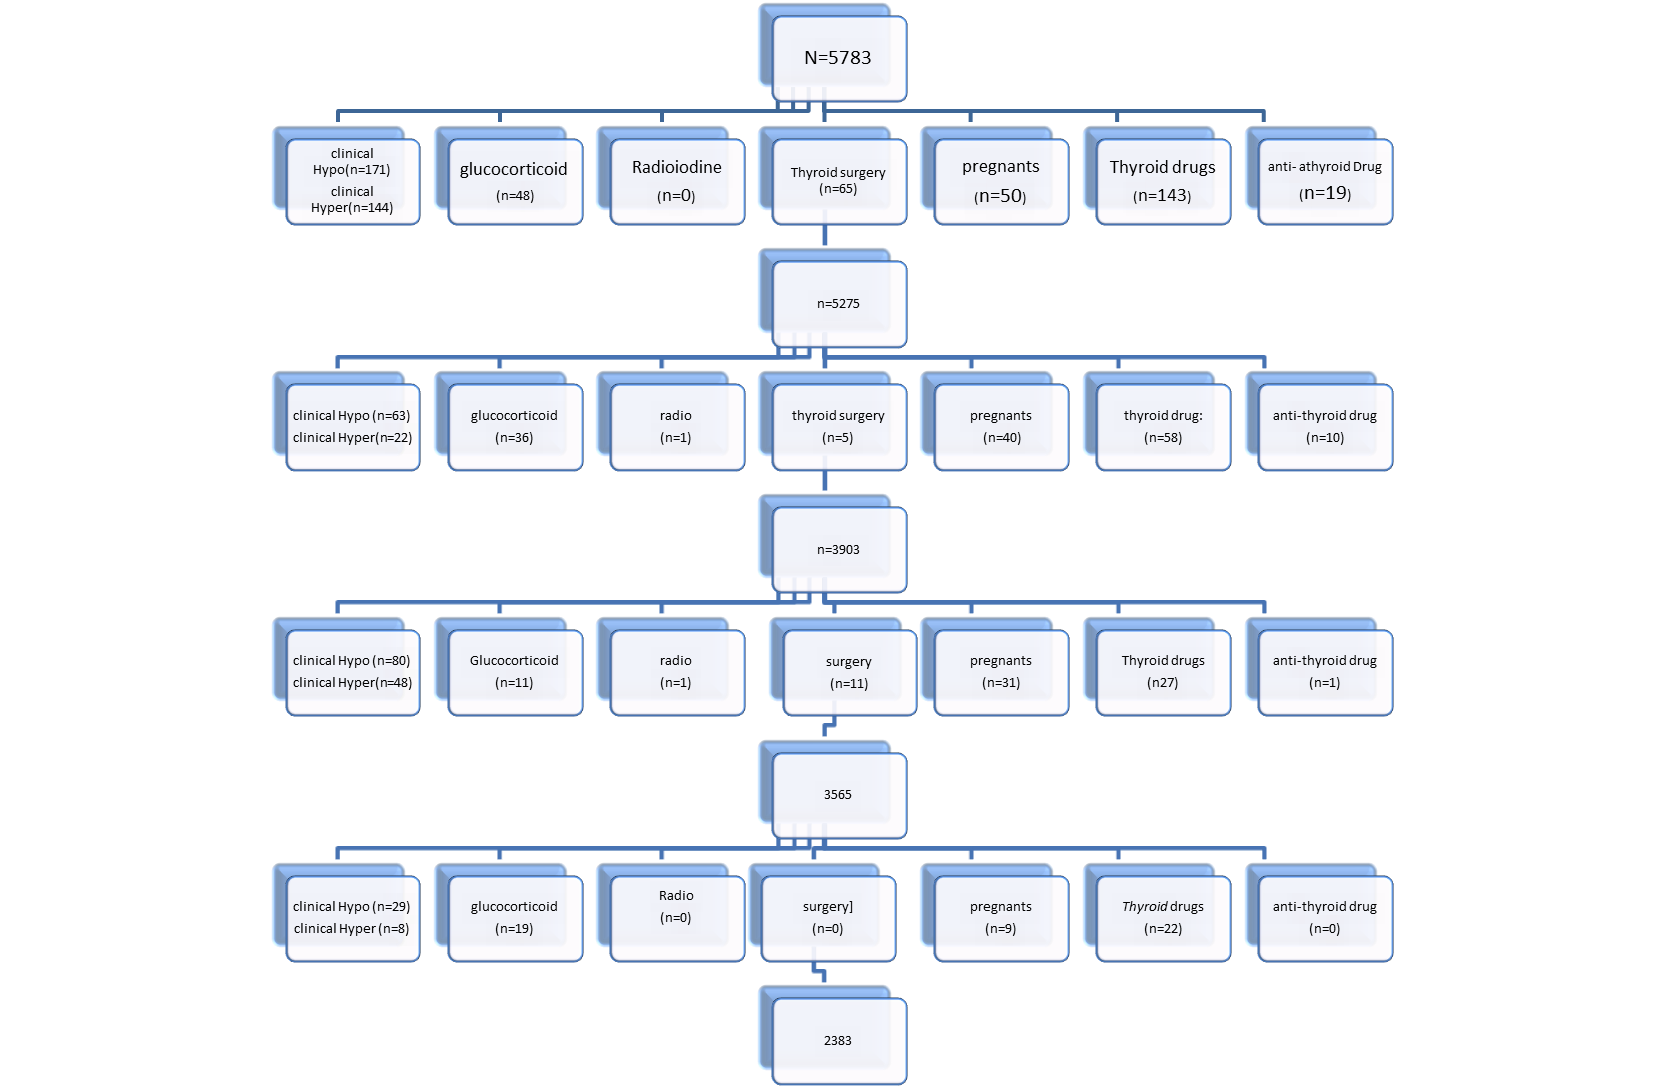 N=5783
clinical
Hypo(n=171)
clinical
Hyper(n=144)
glucocorticoid
(n=48)
Radioiodine
(n=0)
Thyroid surgery
(n=65)
pregnants
(n=50)
Thyroid drugs
(n=143)
anti- athyroid Drug
(n=19)
n=5275
clinical Hypo (n=63)
clinical Hyper(n=22)
glucocorticoid
(n=36)
radio
(n=1)
thyroid surgery
(n=5)
pregnants
(n=40)
thyroid drug:
(n=58)
anti-thyroid drug
(n=10)
n=3903
clinical Hypo (n=80)
clinical Hyper(n=48)
Glucocorticoid
(n=11)
radio
(n=1)
surgery
(n=11)
pregnants
(n=31)
Thyroid drugs
(n27)
anti-thyroid drug
(n=1)
3565
clinical Hypo (n=29)
clinical Hyper (n=8)
glucocorticoid
(n=19)
Radio
(n=0)
surgery]
(n=0)
pregnants
(n=9)
Thyroid drugs
(n=22)
anti-thyroid drug
(n=0)
2383